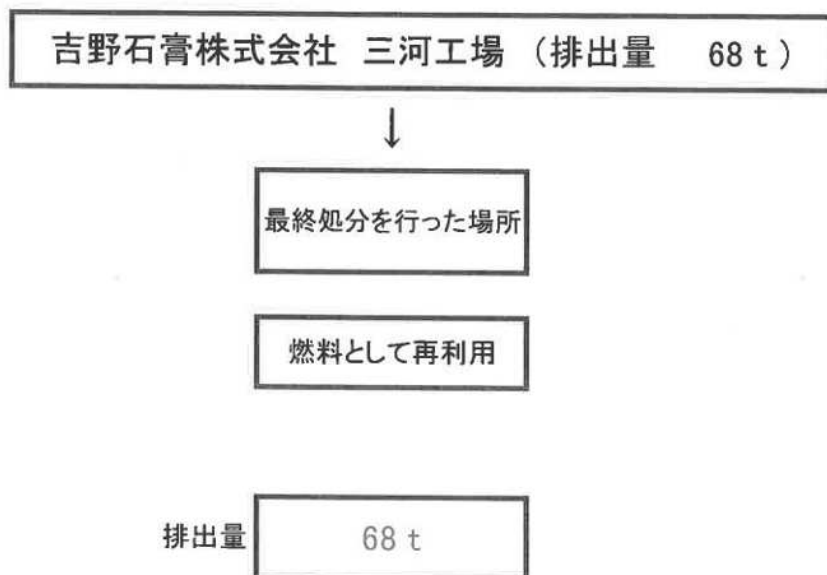 吉野石膏株式会社 三河工場 (排出量 68 t)
↓
最終処分を行った場所
燃料として再利用
排出量 68 t